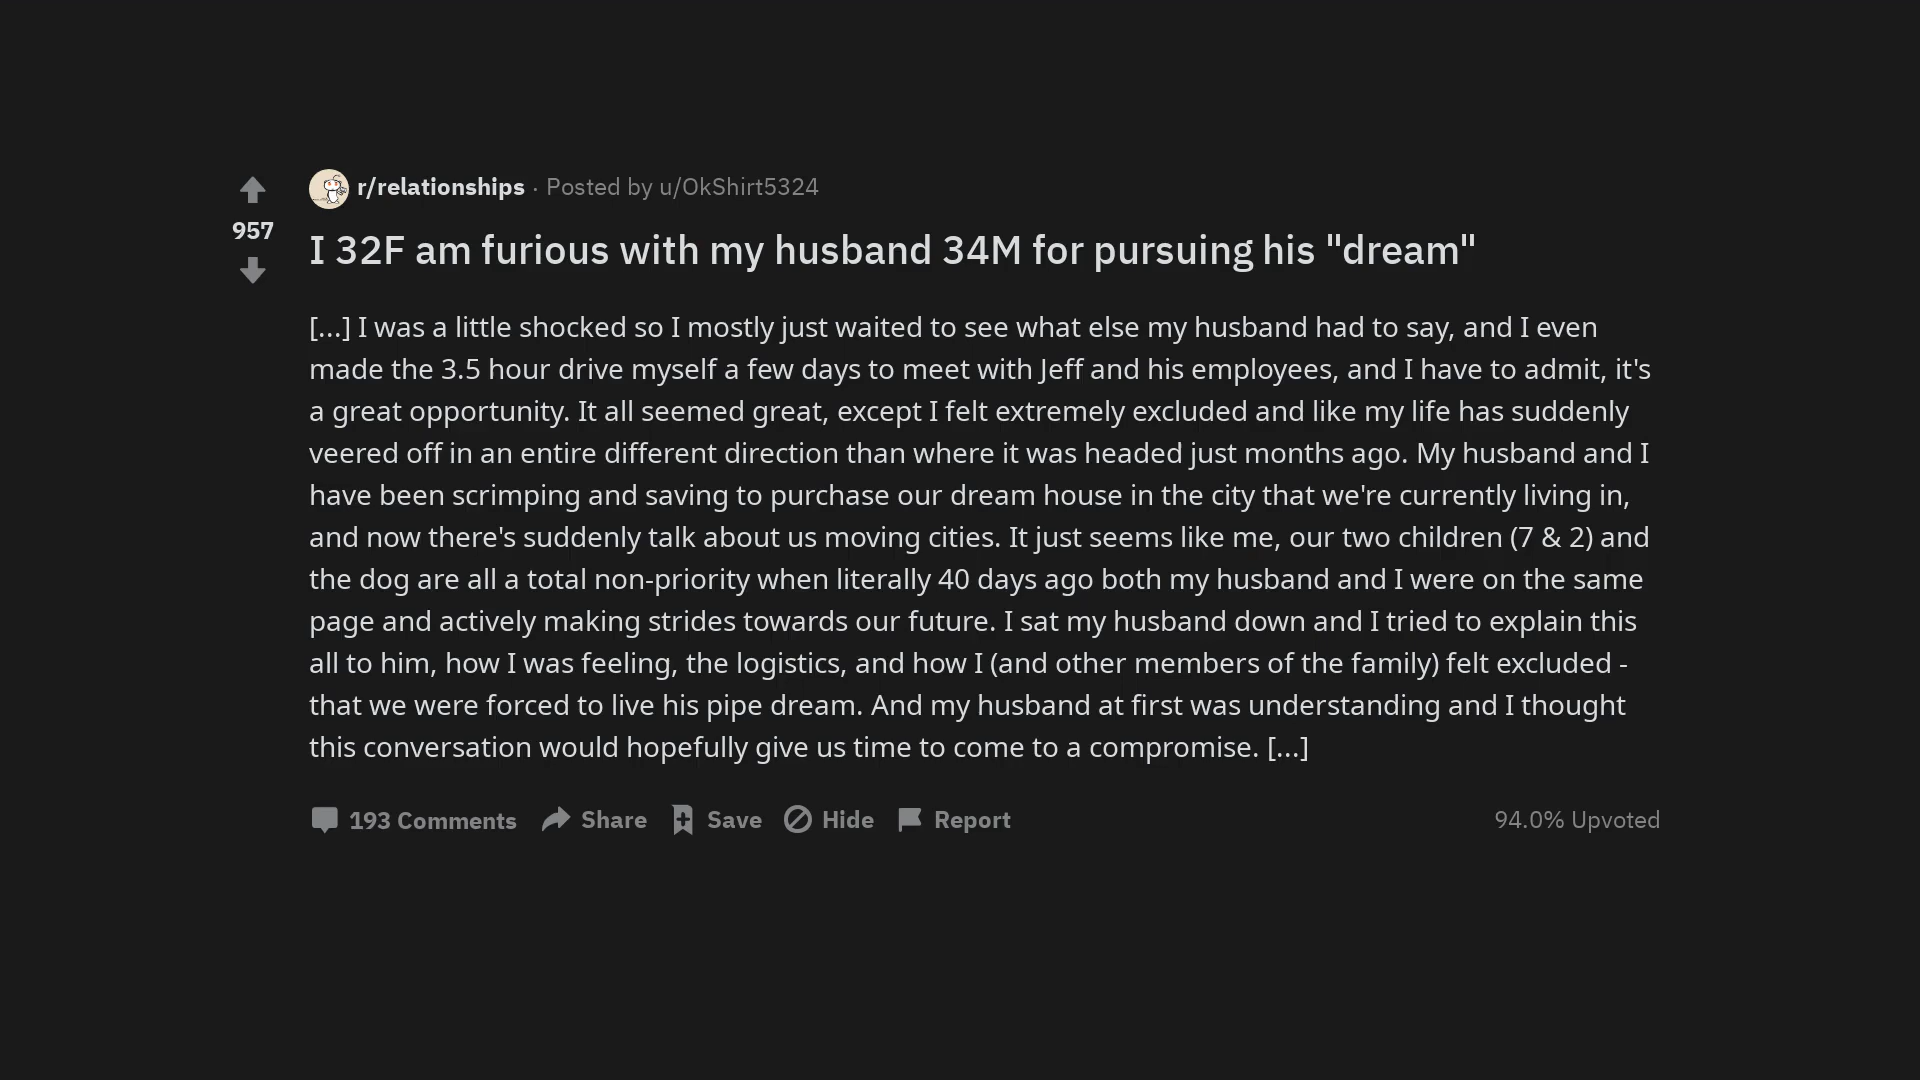 r/relationships · Posted by u/OkShirt5324
957
I 32F am furious with my husband 34M for pursuing his "dream"
[...] I was a little shocked so I mostly just waited to see what else my husband had to say, and I even
made the 3.5 hour drive myself a few days to meet with Jeff and his employees, and I have to admit, it's
a great opportunity. It all seemed great, except I felt extremely excluded and like my life has suddenly
veered off in an entire different direction than where it was headed just months ago. My husband and I
have been scrimping and saving to purchase our dream house in the city that we're currently living in,
and now there's suddenly talk about us moving cities. It just seems like me, our two children (7 & 2) and
the dog are all a total non-priority when literally 40 days ago both my husband and I were on the same
page and actively making strides towards our future. I sat my husband down and I tried to explain this
all to him, how I was feeling, the logistics, and how I (and other members of the family) felt excluded -
that we were forced to live his pipe dream. And my husband at first was understanding and I thought
this conversation would hopefully give us time to come to a compromise. [...]
193 Comments Share Save Hide Report 94.0% Upvoted